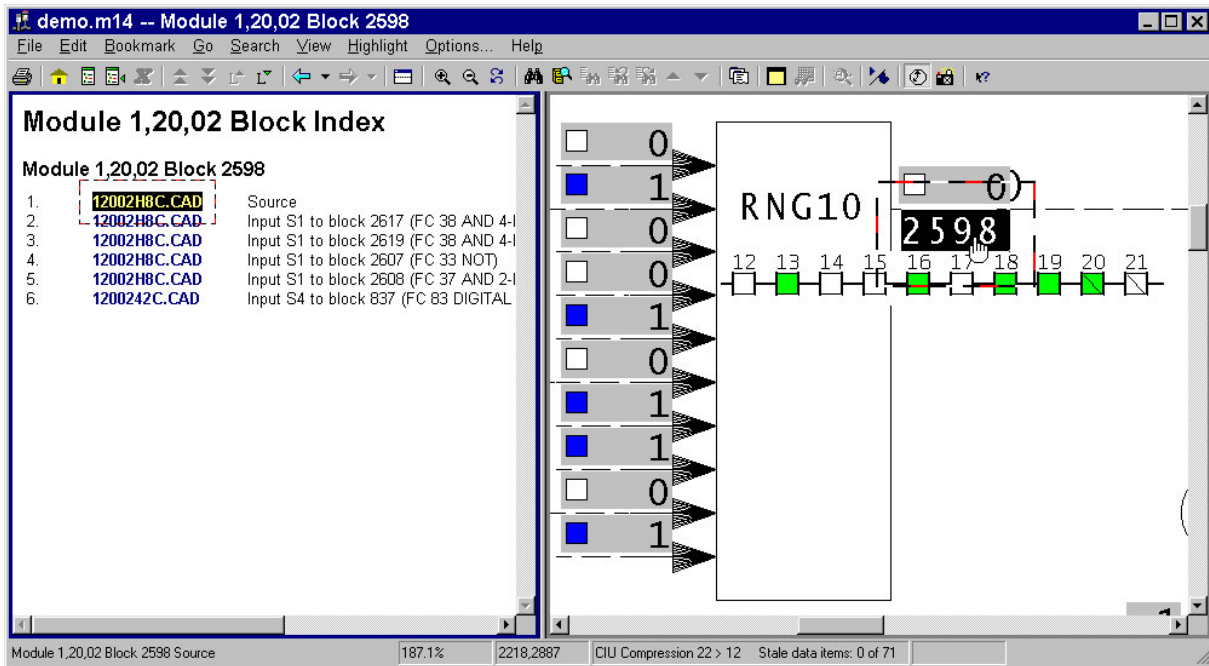 demo.m14 -- Module 1,20,02 Block 2598
File Edit Bookmark Go Search View Highlight Options... Help
Module 1,20,02 Block Index
Module 1,20,02 Block 2598
1. 12002H8C.CAD Source
2. 12002H8C.CAD Input S1 to block 2617 (FC 38 AND 4-I
3. 12002H8C.CAD Input S1 to block 2619 (FC 38 AND 4-I
4. 12002H8C.CAD Input S1 to block 2607 (FC 33 NOT)
5. 12002H8C.CAD Input S1 to block 2608 (FC 37 AND 2-I
6. 1200242C.CAD Input S4 to block 837 (FC 83 DIGITAL
0
1
0
0
1
0
1
1
0
1
RNG10
0
2598
12 13 14 15 16 17 18 19 20 21
Module 1,20,02 Block 2598 Source 187.1% 2218,2887 CIU Compression 22 > 12 Stale data items: 0 of 71